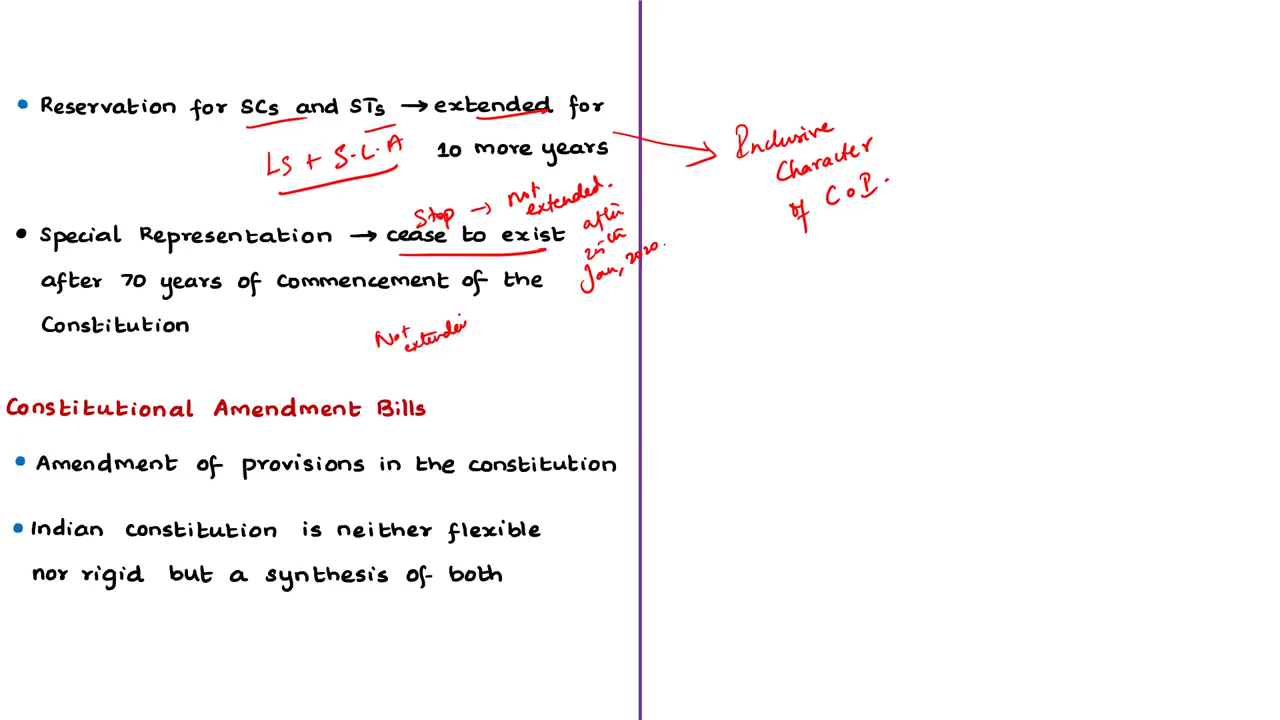 • Reservation for SCs and STs → extended for
10 more years
LS + S.L.A
Inclusive
Character
of CoI.
Stop → Not
extended.
• Special Representation → cease to exist
after
25th
Jan, 2020.
after 70 years of commencement of the
Constitution
Not
extended
Constitutional Amendment Bills
• Amendment of provisions in the constitution
• Indian constitution is neither flexible
nor rigid but a synthesis of both